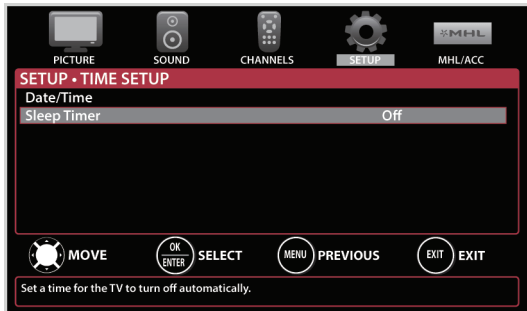 MHL
PICTURE SOUND CHANNELS SETUP MHL/ACC
SETUP • TIME SETUP
Date/Time
Sleep Timer Off
MOVE OK ENTER SELECT MENU PREVIOUS EXIT EXIT
Set a time for the TV to turn off automatically.